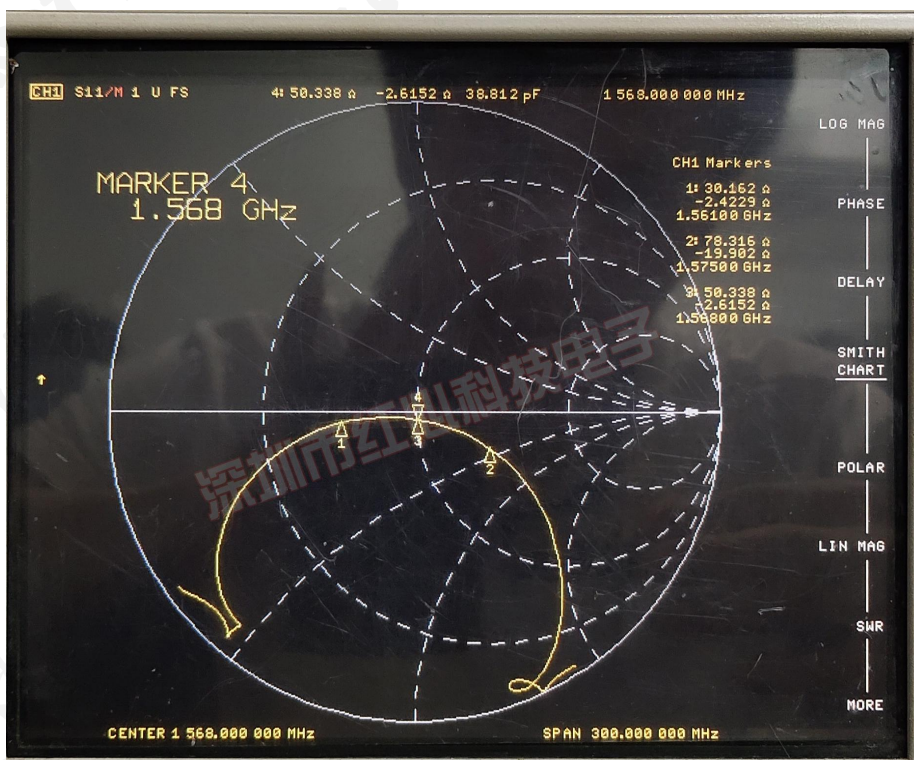 CH1 S11/M 1 U FS 4: 50.338 Ω -2.6152 Ω 38.812 pF 1 568.000 000 MHz
LOG MAG
MARKER 4
1.568 GHz
CH1 Markers
1: 30.162 Ω
-2.4229 Ω
1.56100 GHz
2: 78.316 Ω
-19.902 Ω
1.57500 GHz
3: 50.338 Ω
-2.6152 Ω
1.56800 GHz
PHASE
DELAY
SMITH
CHART
POLAR
LIN MAG
SWR
MORE
4
1
3
2
深圳市红山科技电子
CENTER 1 568.000 000 MHz SPAN 300.000 000 MHz